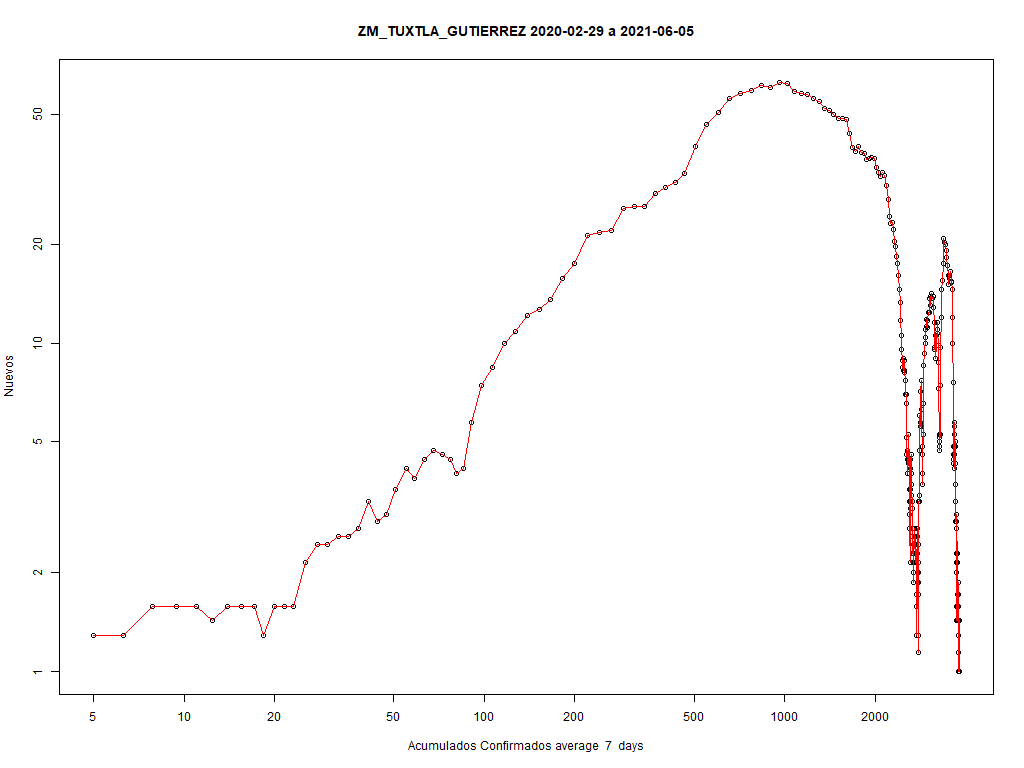 ZM_TUXTLA_GUTIERREZ 2020-02-29 a 2021-06-05
50
20
10
5
2
1
Nuevos
5 10 20 50 100 200 500 1000 2000
Acumulados Confirmados average 7 days